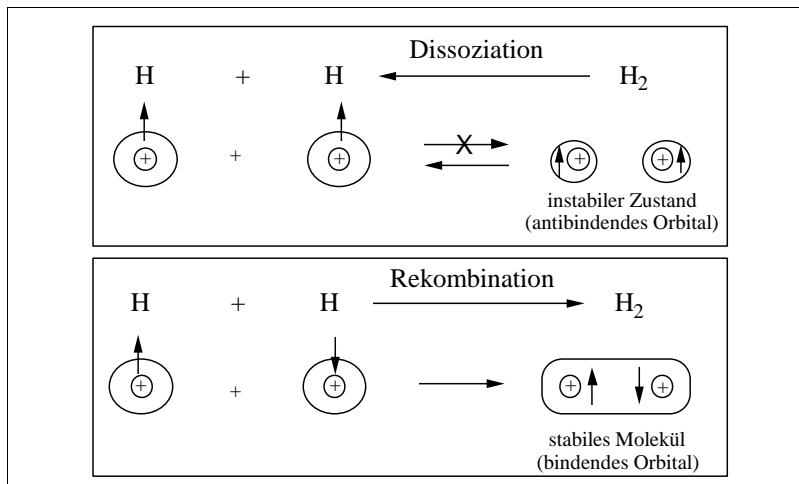 Dissoziation
H + H H₂
+ + + X + +
instabiler Zustand
(antibindendes Orbital)
Rekombination
H + H H₂
+ + + + +
stabiles Molekül
(bindendes Orbital)